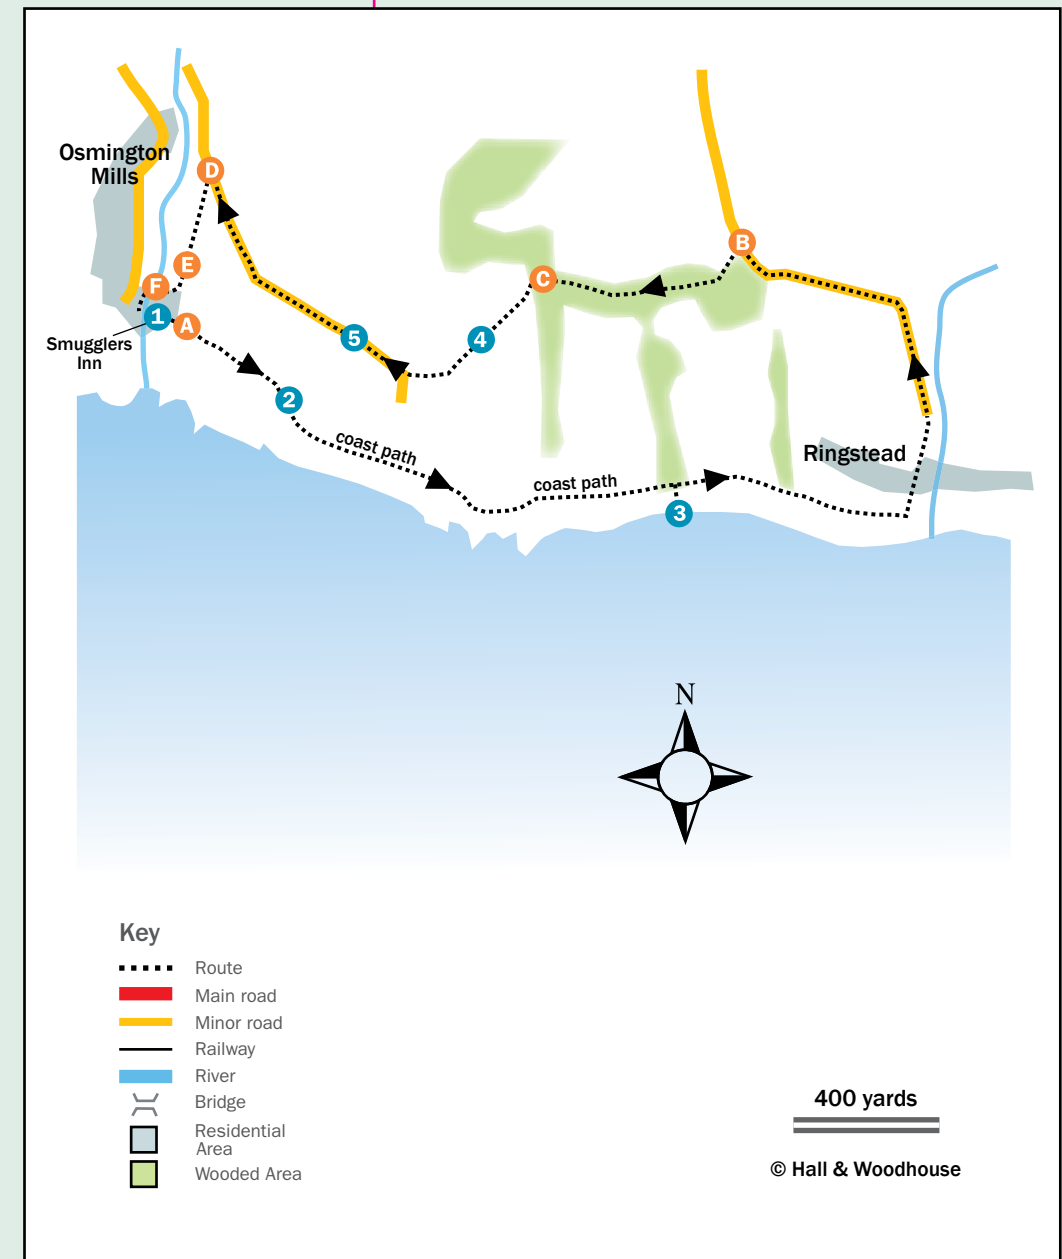 Osmington
Mills
D
B
E
C
F
1
A
Smugglers
Inn
5
4
2
coast path
Ringstead
coast path
3
N
Key
Route
Main road
Minor road
Railway
River
Bridge
Residential
Area
Wooded Area
400 yards
© Hall & Woodhouse